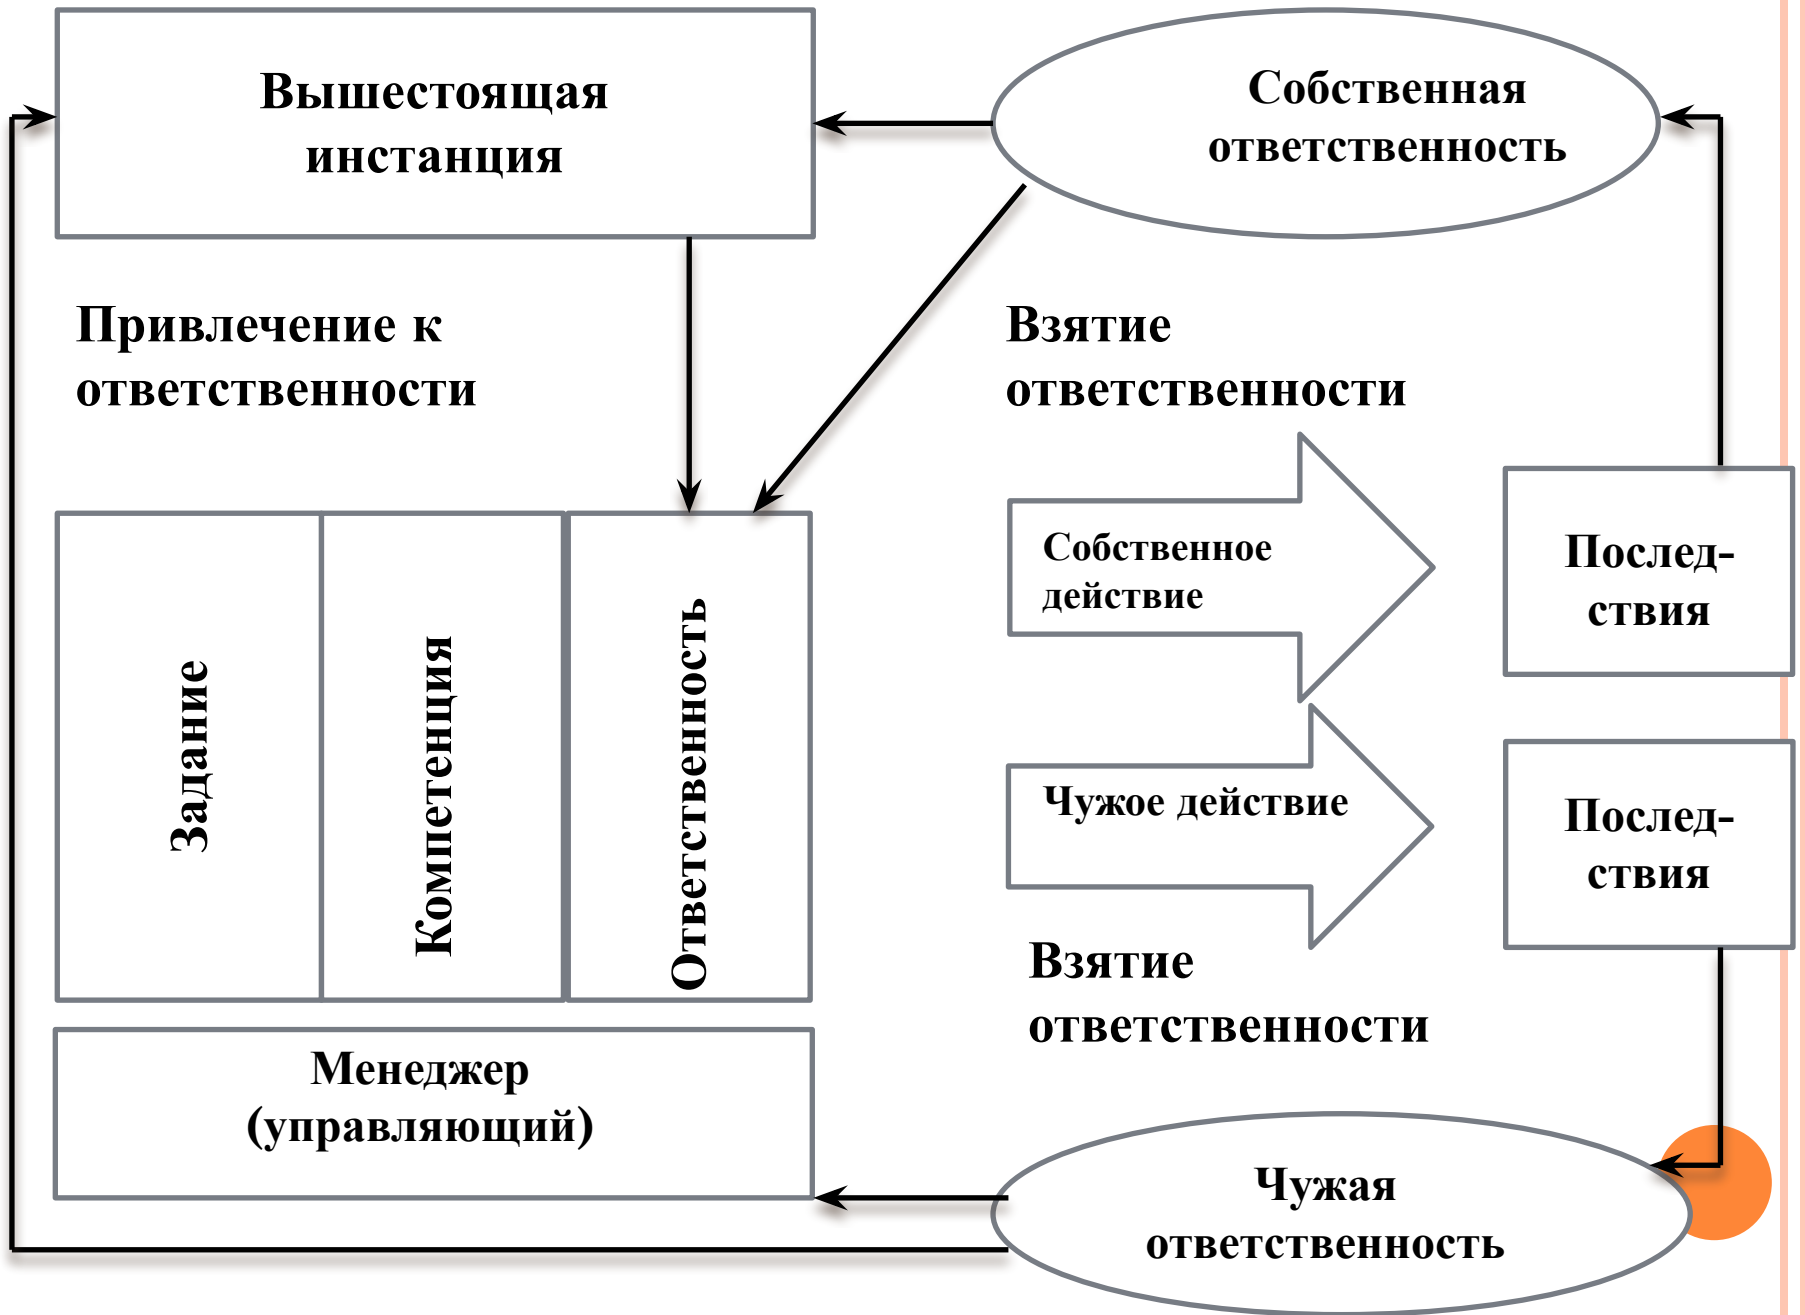 Вышестоящая
инстанция
Собственная
ответственность
Привлечение к
ответственности
Взятие
ответственности
Задание
Компетенция
Ответственность
Собственное
действие
Послед-
ствия
Чужое действие
Послед-
ствия
Взятие
ответственности
Менеджер
(управляющий)
Чужая
ответственность